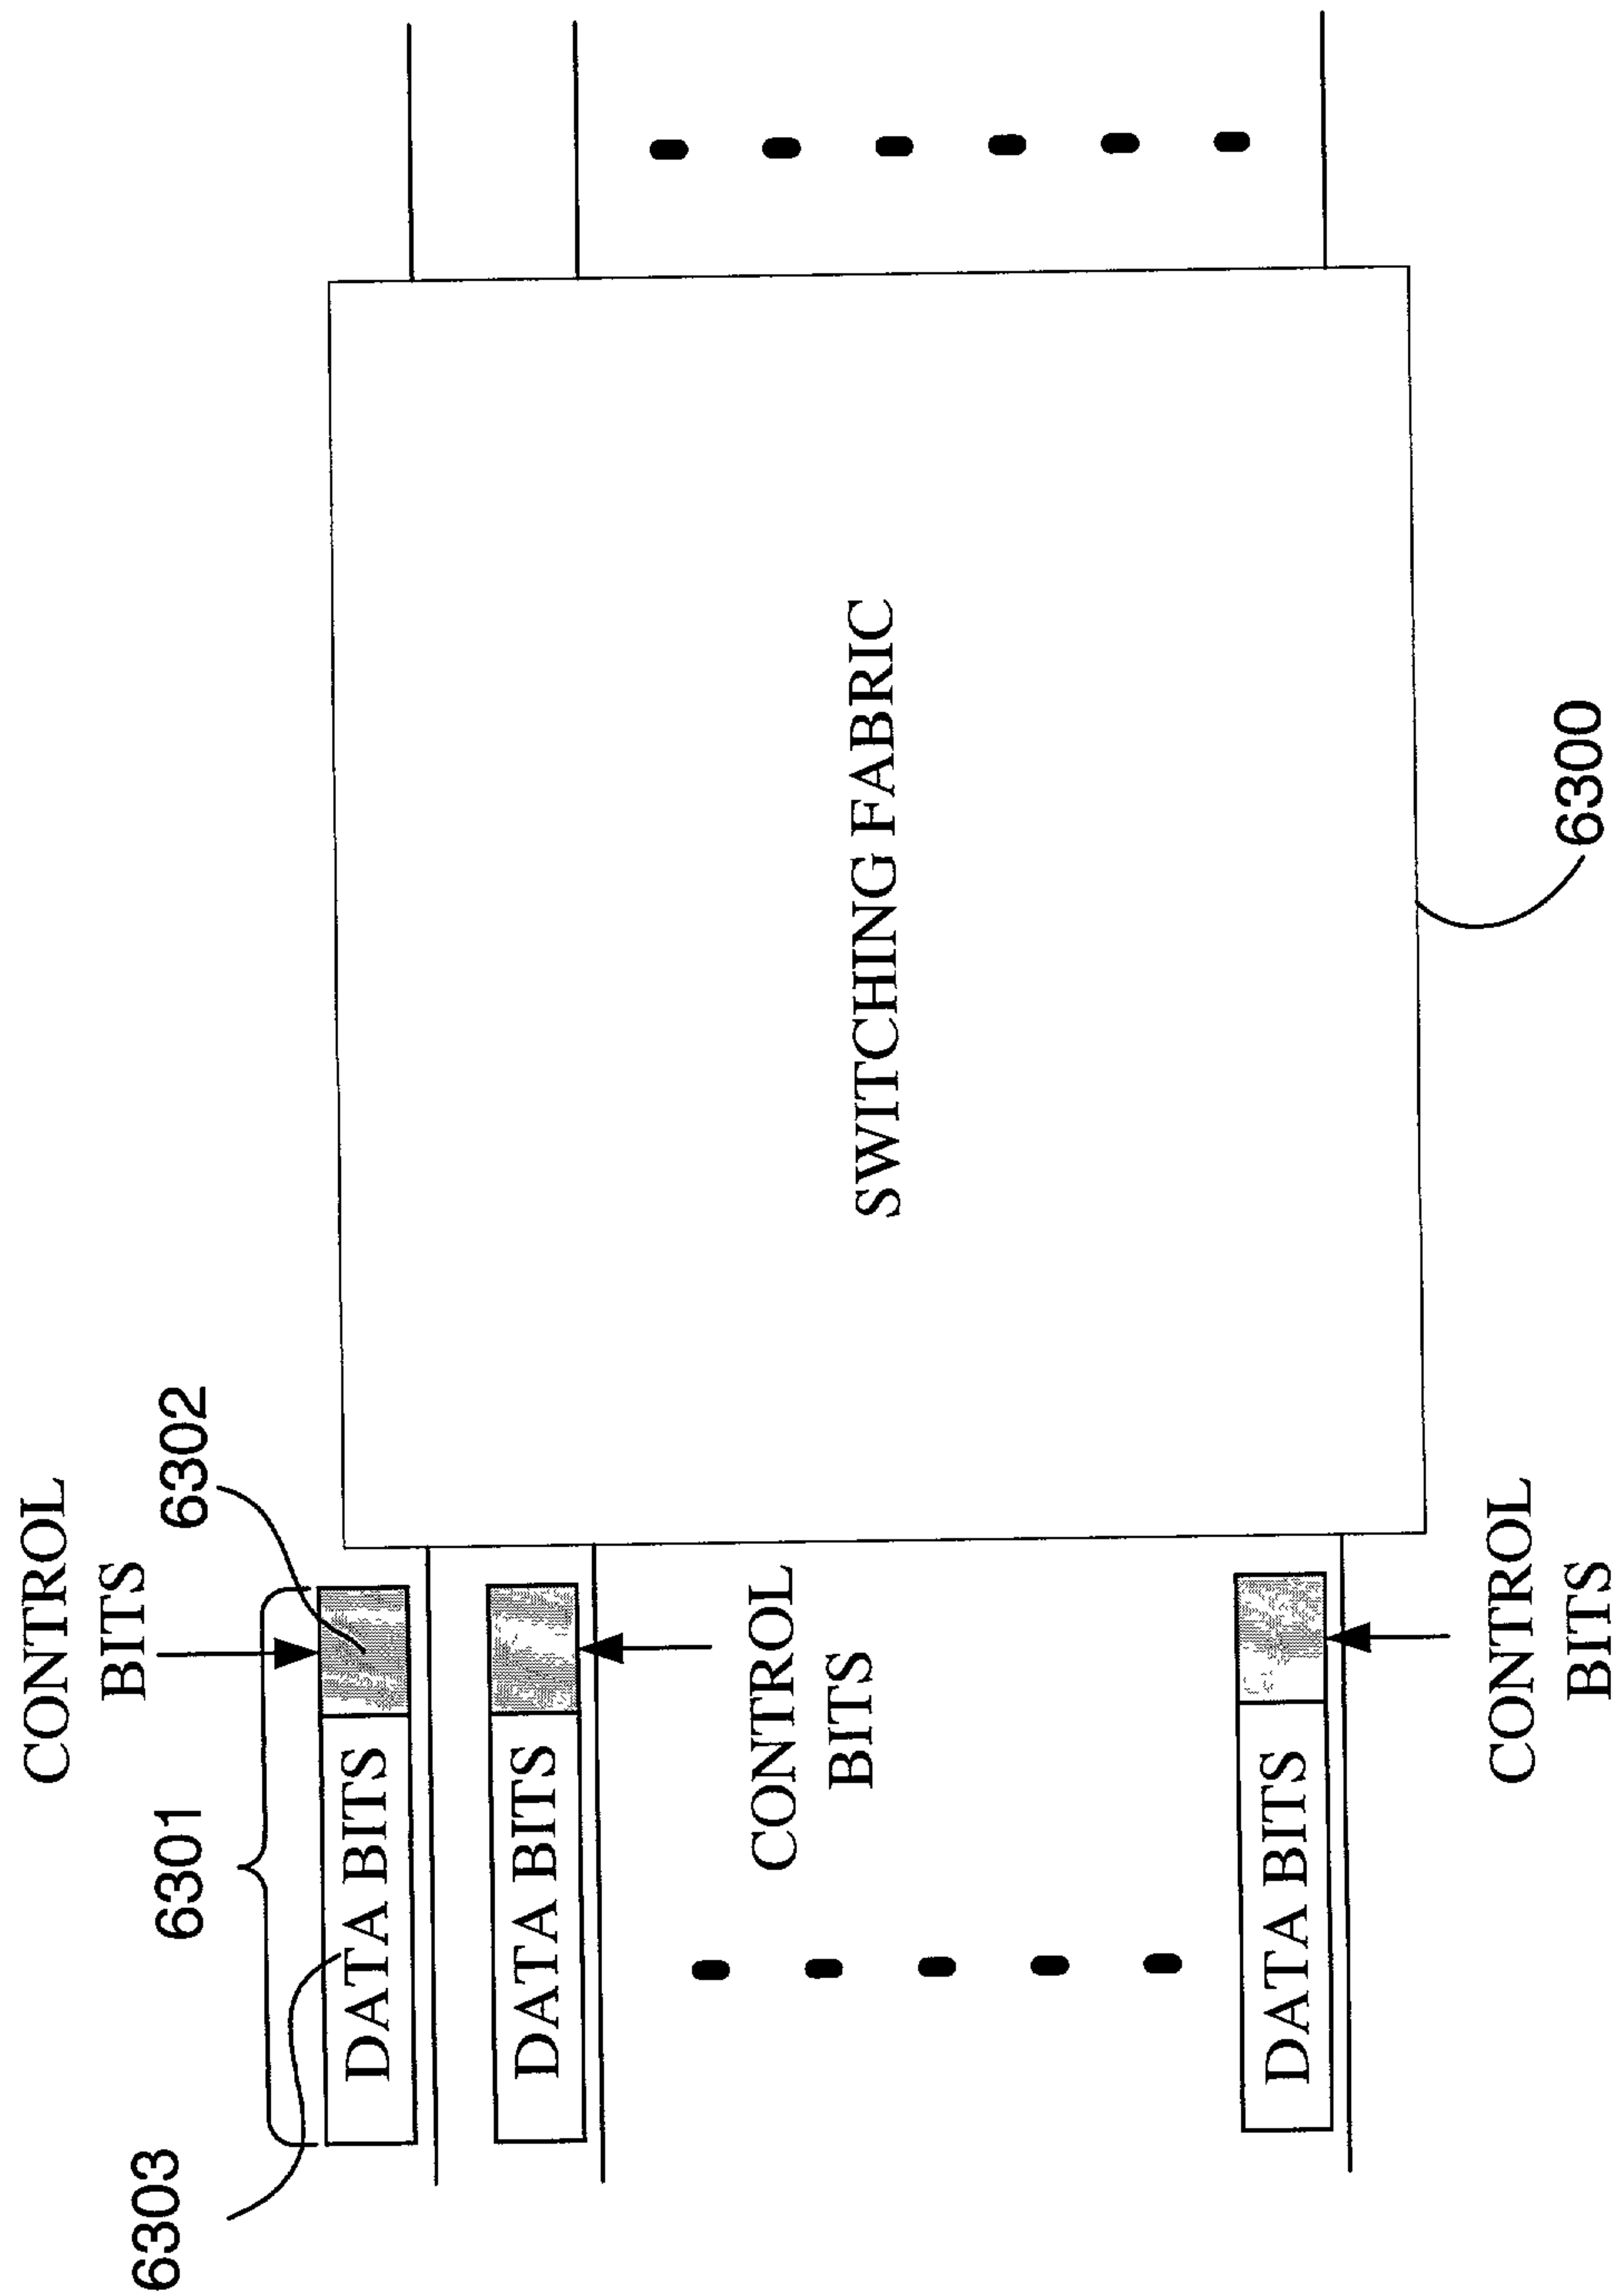 CONTROL
BITS
6302
6301
6303
DATA BITS
DATA BITS
CONTROL
BITS
SWITCHING FABRIC
DATA BITS
CONTROL
BITS
6300